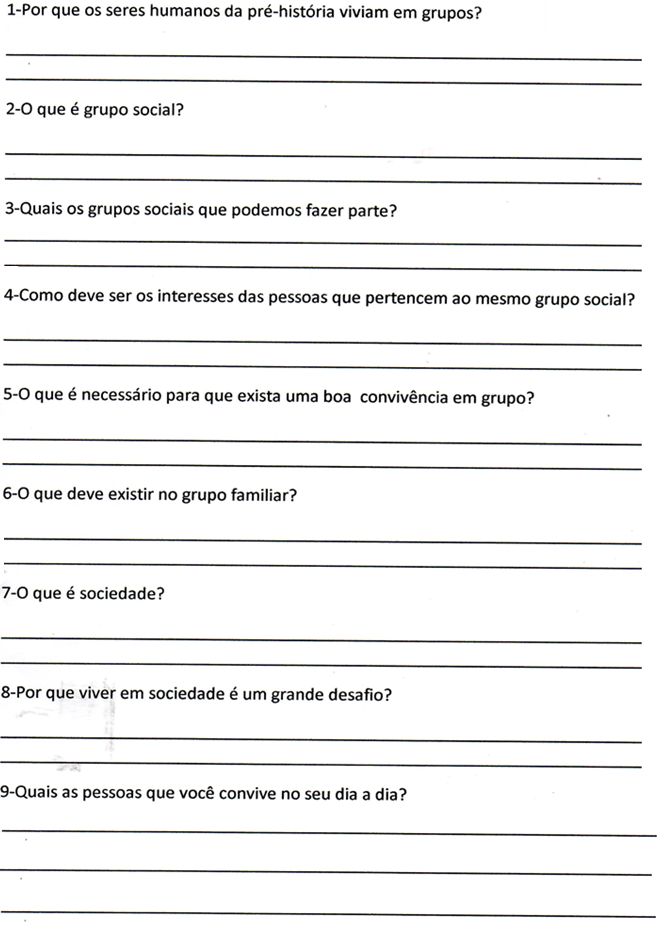 1-Por que os seres humanos da pré-história viviam em grupos?
2-O que é grupo social?
3-Quais os grupos sociais que podemos fazer parte?
4-Como deve ser os interesses das pessoas que pertencem ao mesmo grupo social?
5-O que é necessário para que exista uma boa  convivência em grupo?
6-O que deve existir no grupo familiar?
7-O que é sociedade?
8-Por que viver em sociedade é um grande desafio?
9-Quais as pessoas que você convive no seu dia a dia?